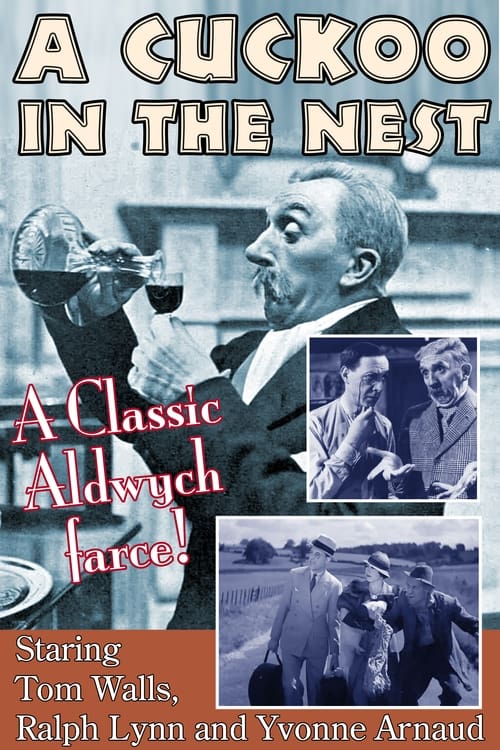 A CUCKOO
IN THE NEST
A Classic
Aldwych
farce!
Staring
Tom Walls,
Ralph Lynn and Yvonne Arnaud